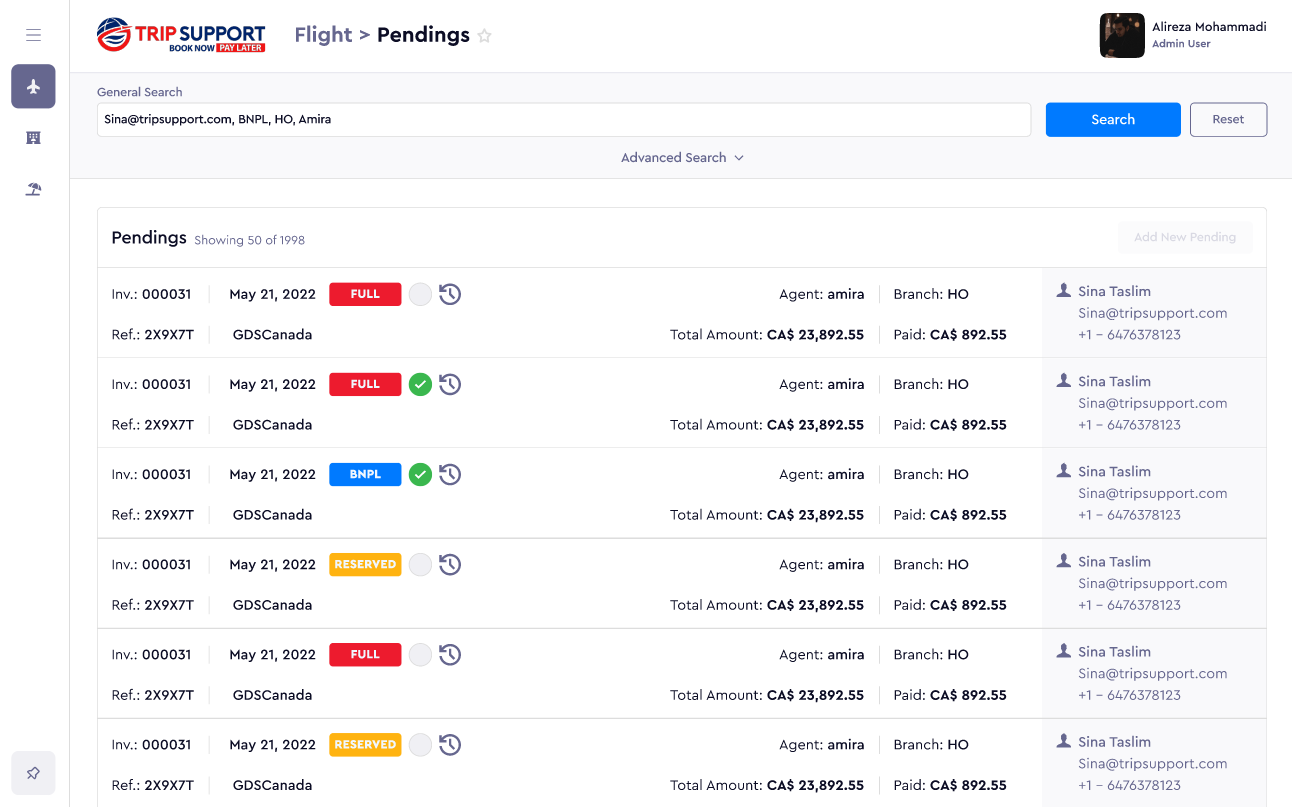 TRIP SUPPORT
BOOK NOW PAY LATER
Flight > Pendings
Alireza Mohammadi
Admin User
General Search
Sina@tripsupport.com, BNPL, HO, Amira
Search
Reset
Advanced Search
Pendings Showing 50 of 1998
Add New Pending
Inv.: 000031 May 21, 2022 FULL Agent: amira Branch: HO
Sina Taslim
Sina@tripsupport.com
Ref.: 2X9X7T GDSCanada Total Amount: CA$ 23,892.55 Paid: CA$ 892.55
+1 - 6476378123
Inv.: 000031 May 21, 2022 FULL Agent: amira Branch: HO
Sina Taslim
Sina@tripsupport.com
Ref.: 2X9X7T GDSCanada Total Amount: CA$ 23,892.55 Paid: CA$ 892.55
+1 - 6476378123
Inv.: 000031 May 21, 2022 BNPL Agent: amira Branch: HO
Sina Taslim
Sina@tripsupport.com
Ref.: 2X9X7T GDSCanada Total Amount: CA$ 23,892.55 Paid: CA$ 892.55
+1 - 6476378123
Inv.: 000031 May 21, 2022 RESERVED Agent: amira Branch: HO
Sina Taslim
Sina@tripsupport.com
Ref.: 2X9X7T GDSCanada Total Amount: CA$ 23,892.55 Paid: CA$ 892.55
+1 - 6476378123
Inv.: 000031 May 21, 2022 FULL Agent: amira Branch: HO
Sina Taslim
Sina@tripsupport.com
Ref.: 2X9X7T GDSCanada Total Amount: CA$ 23,892.55 Paid: CA$ 892.55
+1 - 6476378123
Inv.: 000031 May 21, 2022 RESERVED Agent: amira Branch: HO
Sina Taslim
Sina@tripsupport.com
Ref.: 2X9X7T GDSCanada Total Amount: CA$ 23,892.55 Paid: CA$ 892.55
+1 - 6476378123